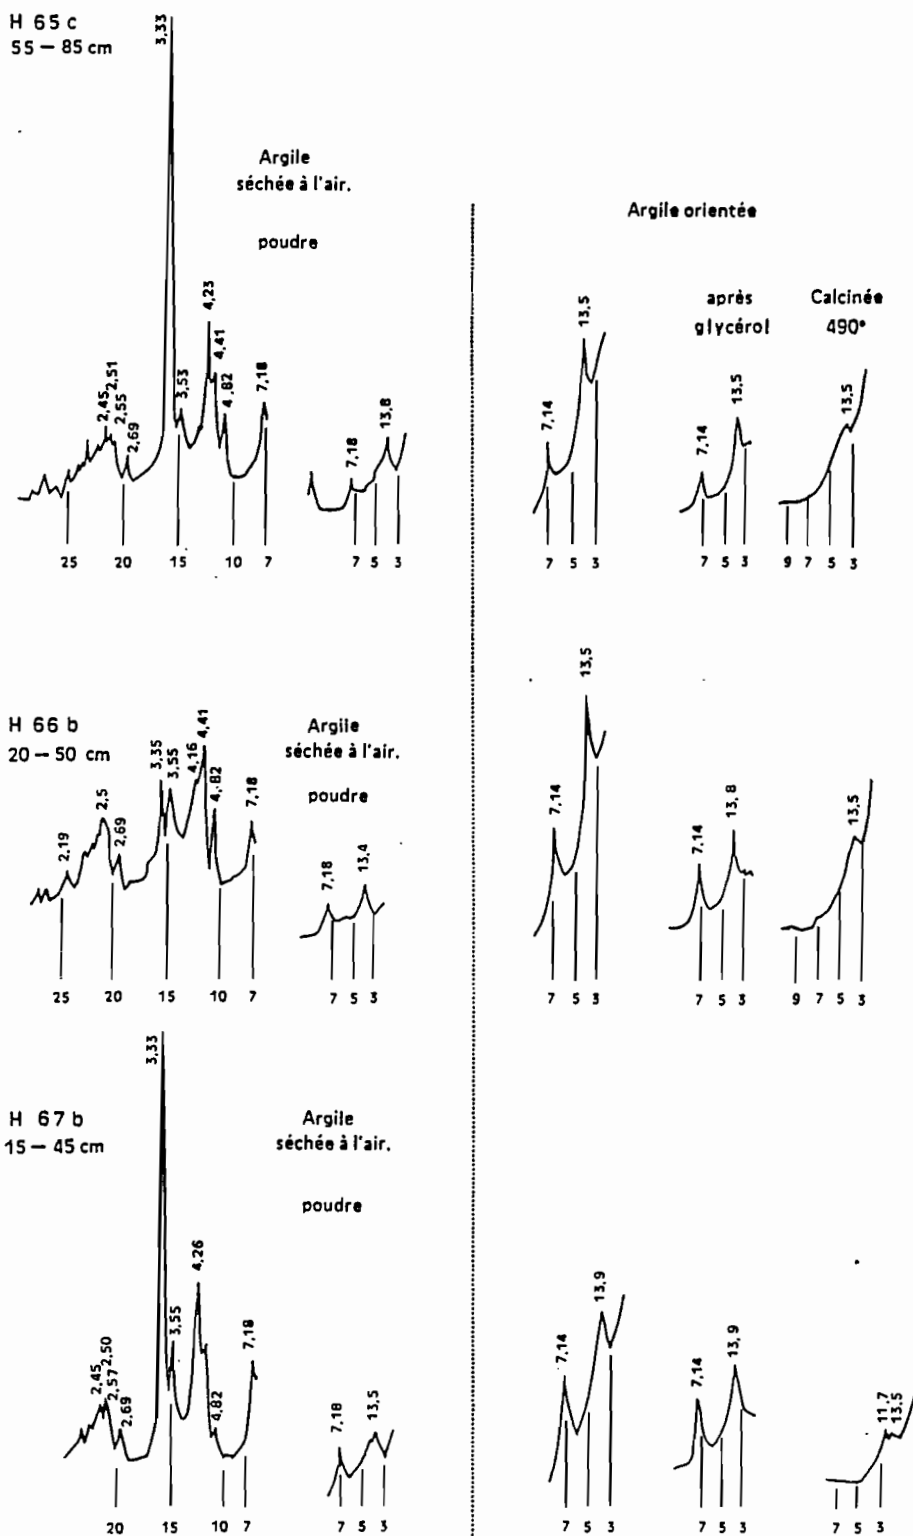 H 65 c
55 — 85 cm
3,33
Argile
séchée à l'air.
poudre
Argile orientée
après
glycérol
Calcinée
490°
2,45
2,51
2,55
2,69
3,53
4,23
4,41
4,82
7,18
7,18
13,8
7,14
13,5
7,14
13,5
13,5
25 20 15 10 7
7 5 3
7 5 3
7 5 3
9 7 5 3
H 66 b
20 — 50 cm
Argile
séchée à l'air.
poudre
2,19
2,5
2,69
3,35
3,55
4,16
4,41
4,82
7,18
7,18
13,4
7,14
13,5
7,14
13,8
13,5
25 20 15 10 7
7 5 3
7 5 3
7 5 3
9 7 5 3
H 67 b
15 — 45 cm
3,33
Argile
séchée à l'air.
poudre
2,45
2,50
2,57
2,69
3,55
4,26
4,82
7,18
7,18
13,5
7,14
13,9
7,14
13,9
11,7
13,5
20 15 10 7
7 5 3
7 5 3
7 5 3
7 5 3